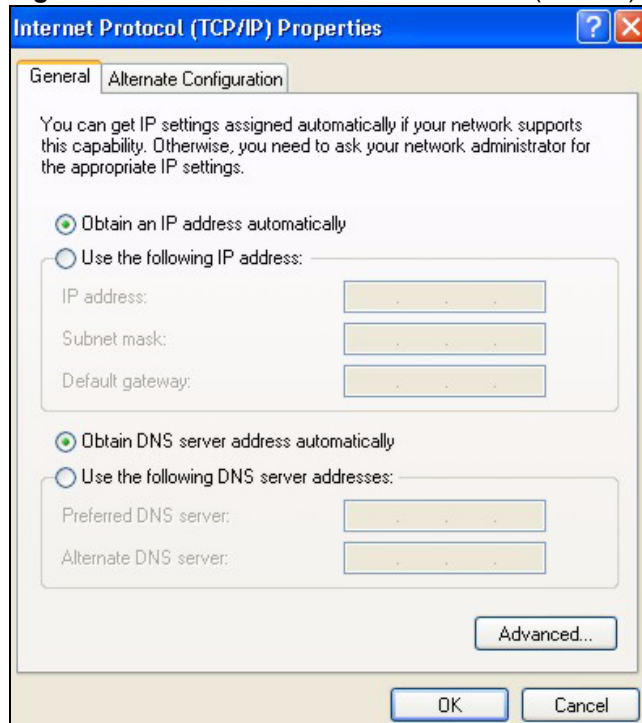 Internet Protocol (TCP/IP) Properties
General
Alternate Configuration
You can get IP settings assigned automatically if your network supports
this capability. Otherwise, you need to ask your network administrator for
the appropriate IP settings.
Obtain an IP address automatically
Use the following IP address:
IP address:
Subnet mask:
Default gateway:
Obtain DNS server address automatically
Use the following DNS server addresses:
Preferred DNS server:
Alternate DNS server:
Advanced...
OK
Cancel